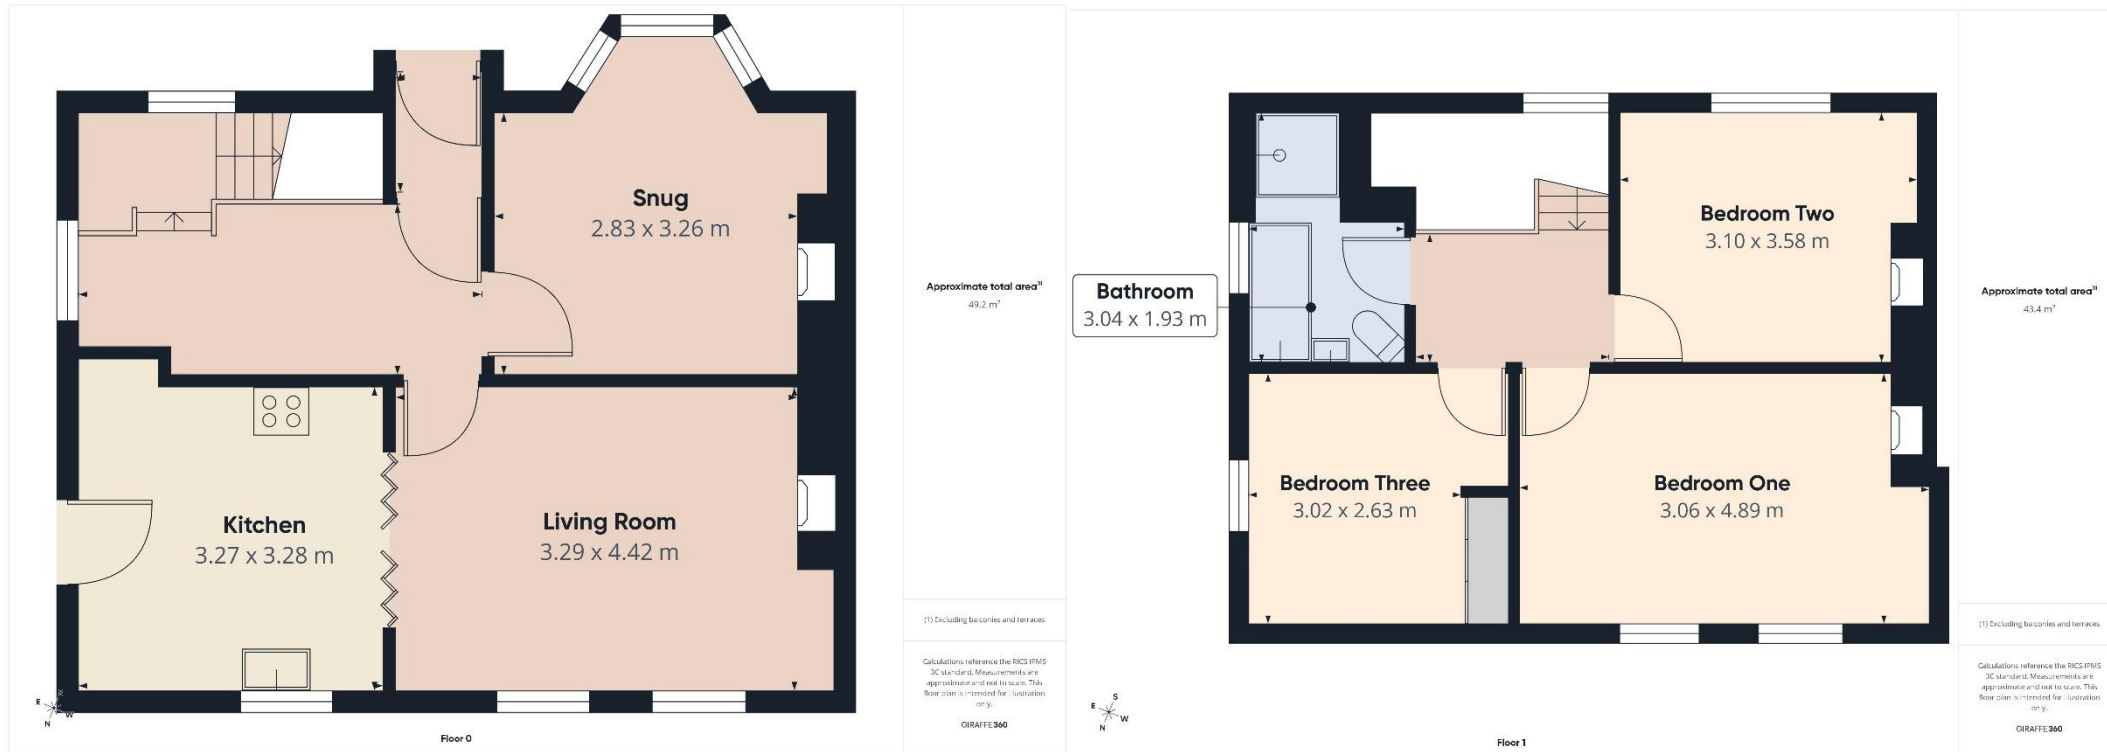 Snug
2.83 x 3.26 m
Kitchen
3.27 x 3.28 m
Living Room
3.29 x 4.42 m
E
N
W
Floor 0
Approximate total area
49.2 m²
(1) Excluding balconies and terraces
Calculations reference the RICS IPMS
3C standard. Measurements are
approximate and not to scale. This
floor plan is intended for illustration
only.
GIRAFFE360
Bathroom
3.04 x 1.93 m
Bedroom Two
3.10 x 3.58 m
Bedroom Three
3.02 x 2.63 m
Bedroom One
3.06 x 4.89 m
S
E
W
N
Floor 1
Approximate total area
43.4 m²
(1) Excluding balconies and terraces
Calculations reference the RICS IPMS
3C standard. Measurements are
approximate and not to scale. This
floor plan is intended for illustration
only.
GIRAFFE360